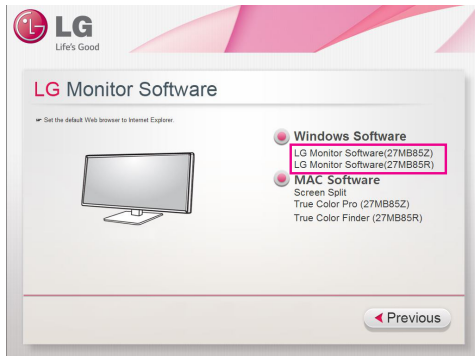 LG
Life's Good
LG Monitor Software
☞ Set the default Web browser to Internet Explorer.
Windows Software
LG Monitor Software(27MB85Z)
LG Monitor Software(27MB85R)
MAC Software
Screen Split
True Color Pro (27MB85Z)
True Color Finder (27MB85R)
Previous